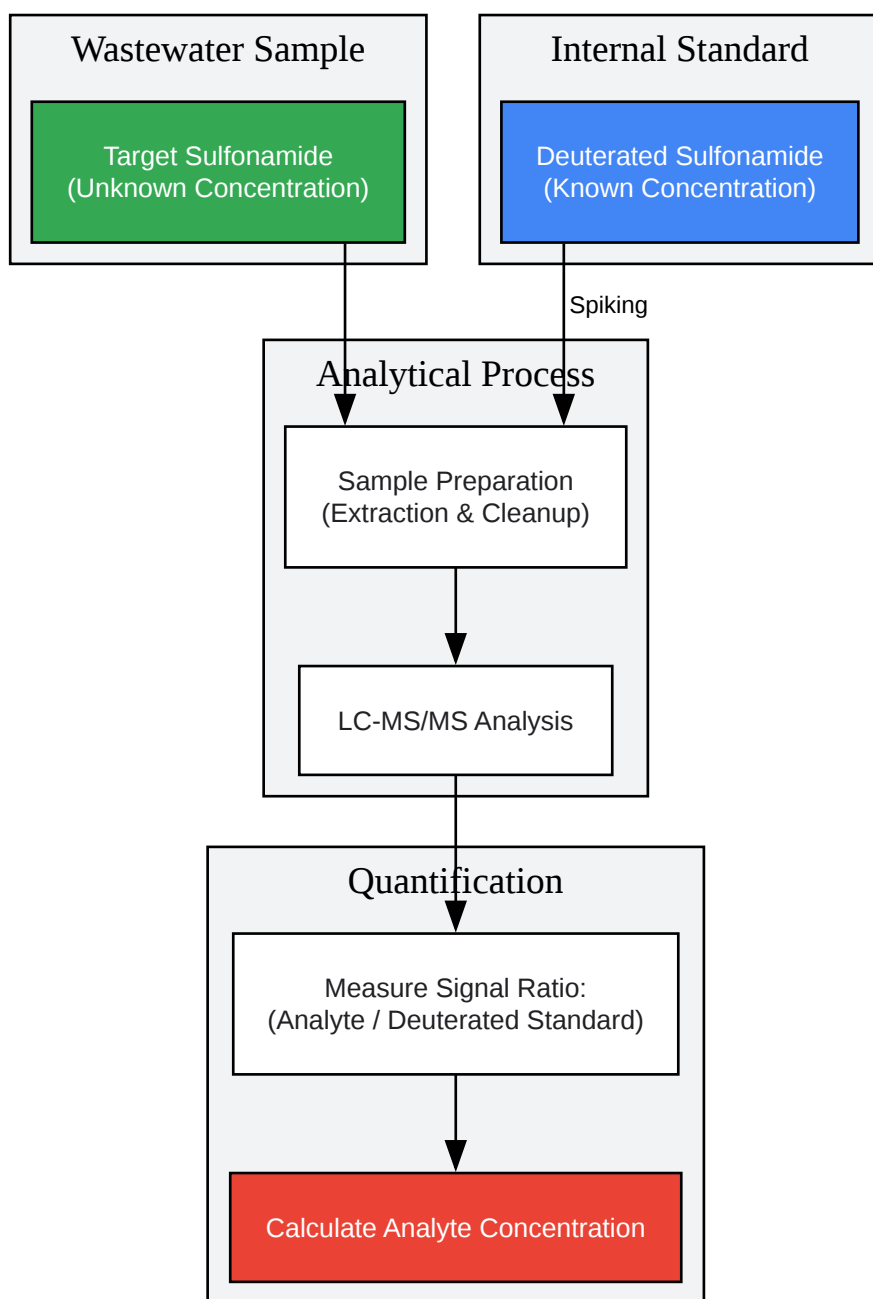 Wastewater Sample
Internal Standard
Target Sulfonamide
(Unknown Concentration)
Deuterated Sulfonamide
(Known Concentration)
Spiking
Analytical Process
Sample Preparation
(Extraction & Cleanup)
LC-MS/MS Analysis
Quantification
Measure Signal Ratio:
(Analyte / Deuterated Standard)
Calculate Analyte Concentration